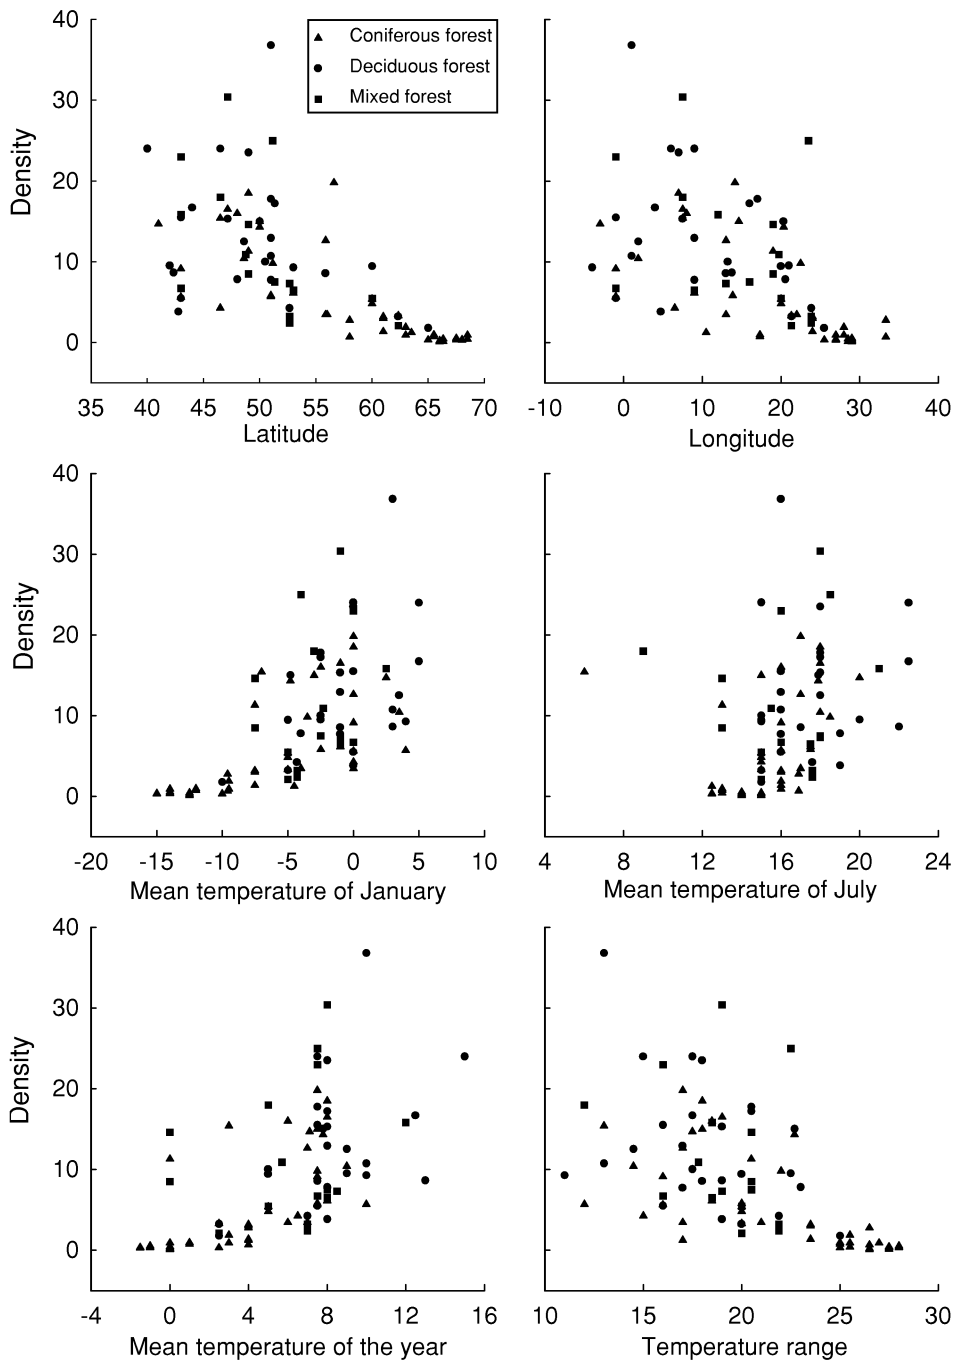 40
30
20
10
0
Density
Coniferous forest
Deciduous forest
Mixed forest
35 40 45 50 55 60 65 70
Latitude
-10 0 10 20 30 40
Longitude
40
30
20
10
0
Density
-20 -15 -10 -5 0 5 10
Mean temperature of January
4 8 12 16 20 24
Mean temperature of July
40
30
20
10
0
Density
-4 0 4 8 12 16
Mean temperature of the year
10 15 20 25 30
Temperature range